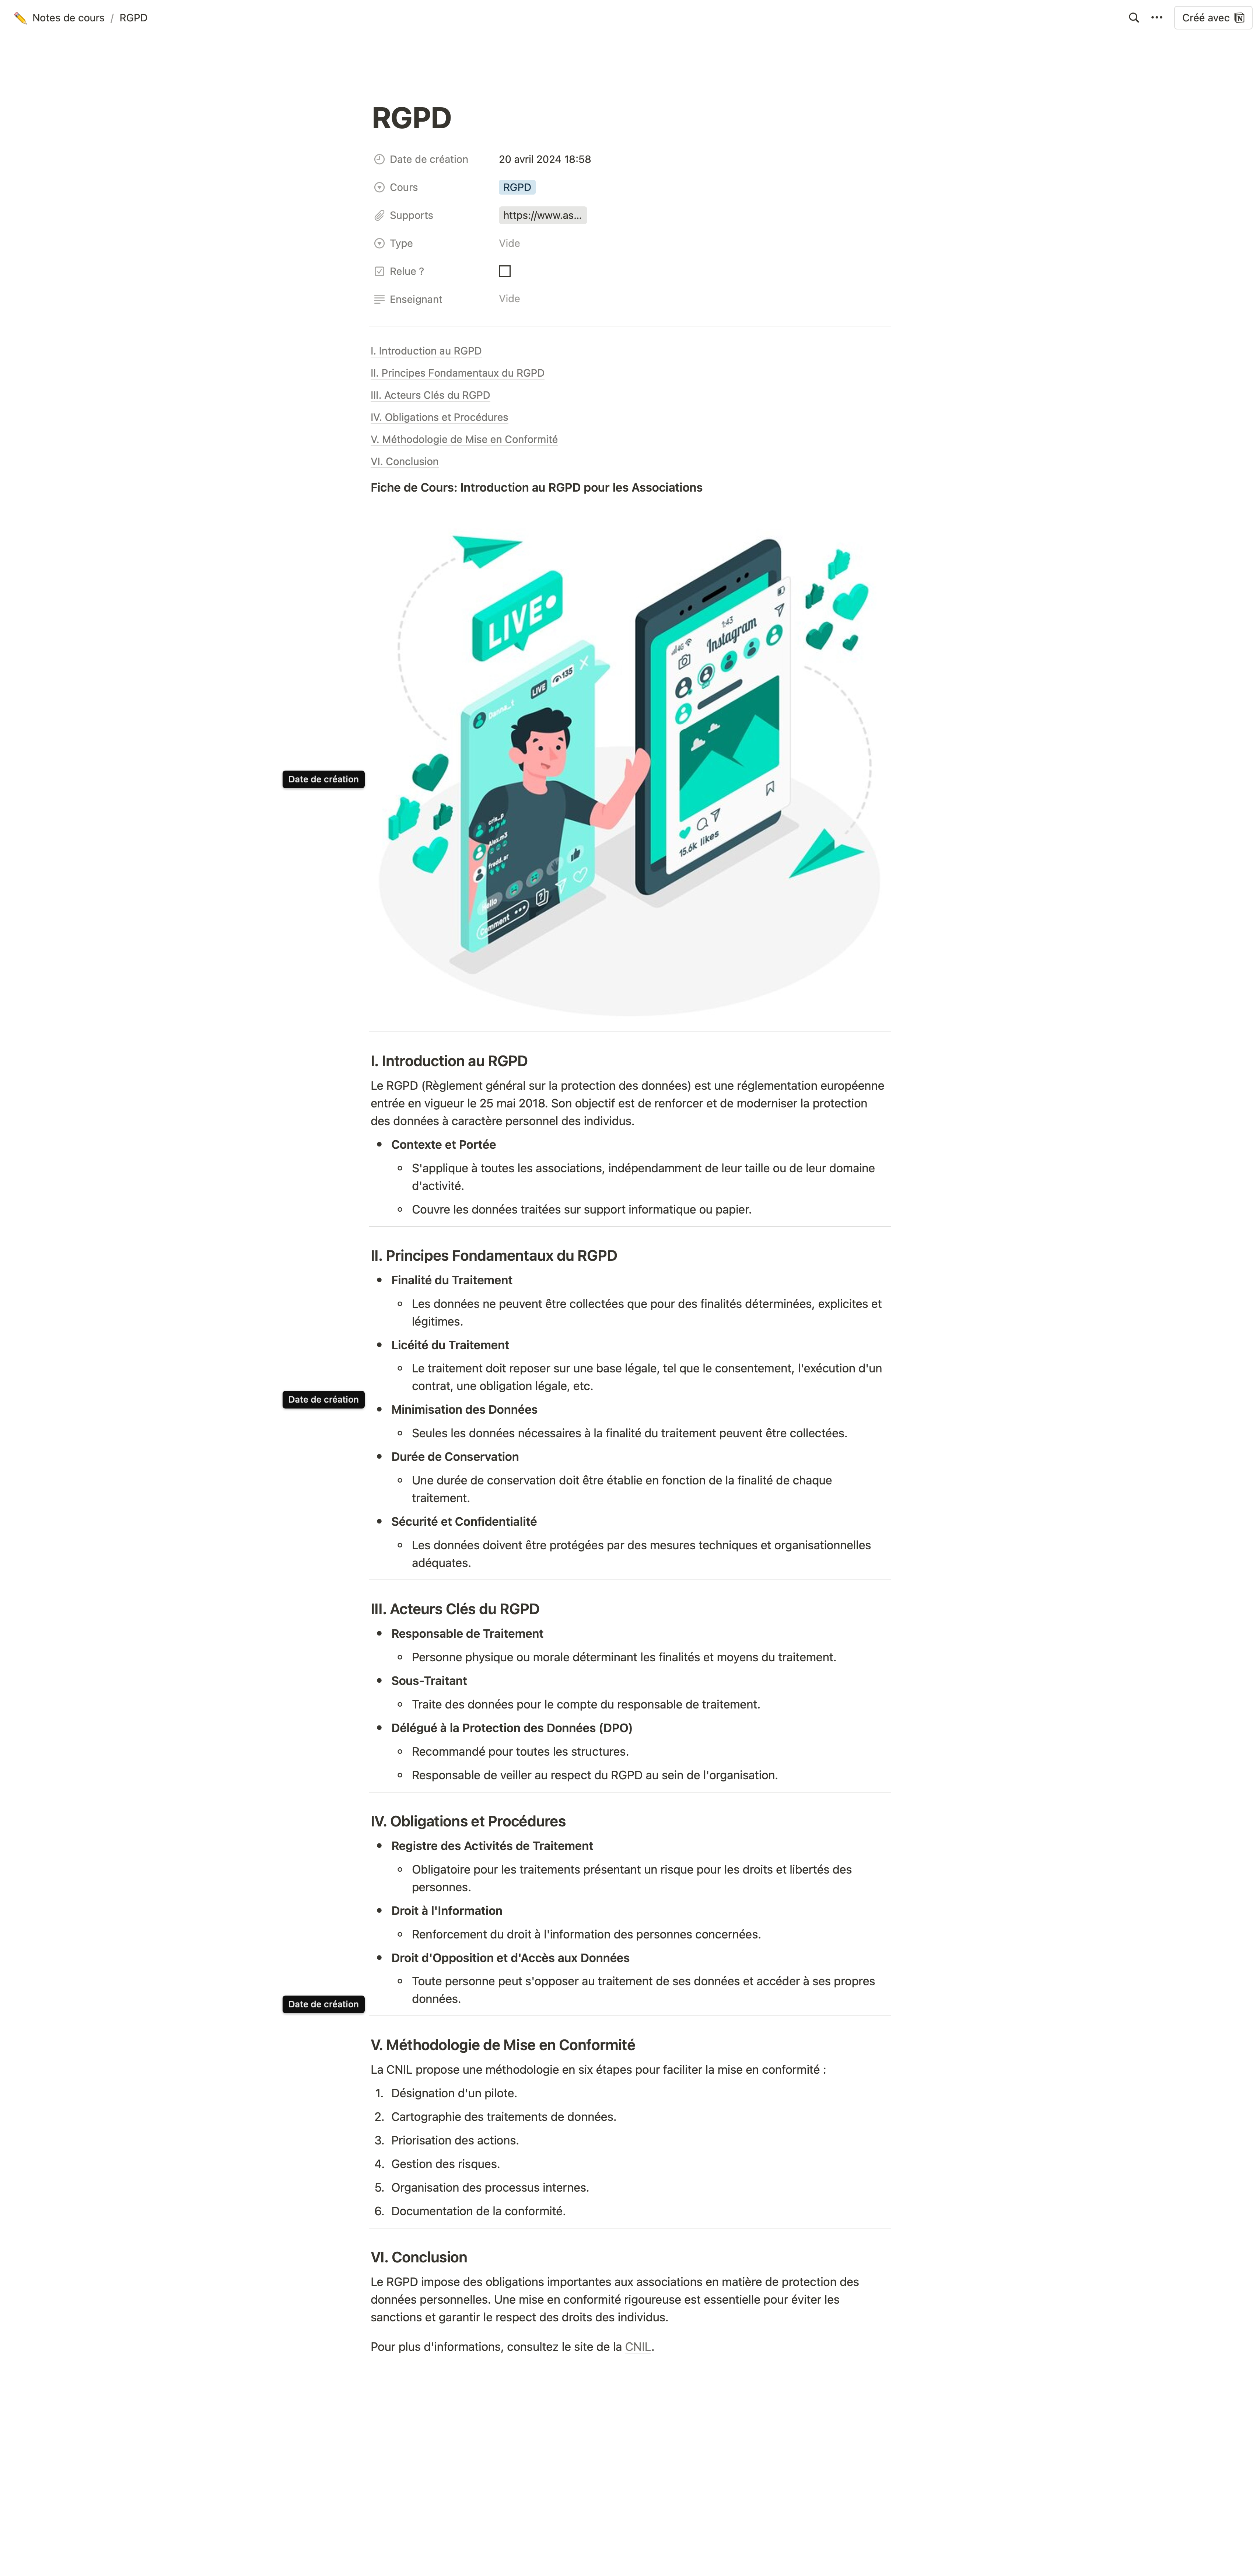 Notes de cours / RGPD
Créé avec
RGPD
Date de création 20 avril 2024 18:58
Cours RGPD
Supports https://www.as...
Type Vide
Relue ?
Enseignant Vide
I. Introduction au RGPD
II. Principes Fondamentaux du RGPD
III. Acteurs Clés du RGPD
IV. Obligations et Procédures
V. Méthodologie de Mise en Conformité
VI. Conclusion
Fiche de Cours: Introduction au RGPD pour les Associations
LIVE
4G 1:43
Instagram
LIVE 135
cris_p
alex.m3
fredd.ar
Hello
Comment
15.6K likes
Date de création
I. Introduction au RGPD
Le RGPD (Règlement général sur la protection des données) est une réglementation européenne
entrée en vigueur le 25 mai 2018. Son objectif est de renforcer et de moderniser la protection
des données à caractère personnel des individus.
Contexte et Portée
S'applique à toutes les associations, indépendamment de leur taille ou de leur domaine
d'activité.
Couvre les données traitées sur support informatique ou papier.
II. Principes Fondamentaux du RGPD
Finalité du Traitement
Les données ne peuvent être collectées que pour des finalités déterminées, explicites et
légitimes.
Licéité du Traitement
Le traitement doit reposer sur une base légale, tel que le consentement, l'exécution d'un
contrat, une obligation légale, etc.
Date de création
Minimisation des Données
Seules les données nécessaires à la finalité du traitement peuvent être collectées.
Durée de Conservation
Une durée de conservation doit être établie en fonction de la finalité de chaque
traitement.
Sécurité et Confidentialité
Les données doivent être protégées par des mesures techniques et organisationnelles
adéquates.
III. Acteurs Clés du RGPD
Responsable de Traitement
Personne physique ou morale déterminant les finalités et moyens du traitement.
Sous-Traitant
Traite des données pour le compte du responsable de traitement.
Délégué à la Protection des Données (DPO)
Recommandé pour toutes les structures.
Responsable de veiller au respect du RGPD au sein de l'organisation.
IV. Obligations et Procédures
Registre des Activités de Traitement
Obligatoire pour les traitements présentant un risque pour les droits et libertés des
personnes.
Droit à l'Information
Renforcement du droit à l'information des personnes concernées.
Droit d'Opposition et d'Accès aux Données
Toute personne peut s'opposer au traitement de ses données et accéder à ses propres
données.
Date de création
V. Méthodologie de Mise en Conformité
La CNIL propose une méthodologie en six étapes pour faciliter la mise en conformité :
1. Désignation d'un pilote.
2. Cartographie des traitements de données.
3. Priorisation des actions.
4. Gestion des risques.
5. Organisation des processus internes.
6. Documentation de la conformité.
VI. Conclusion
Le RGPD impose des obligations importantes aux associations en matière de protection des
données personnelles. Une mise en conformité rigoureuse est essentielle pour éviter les
sanctions et garantir le respect des droits des individus.
Pour plus d'informations, consultez le site de la CNIL.